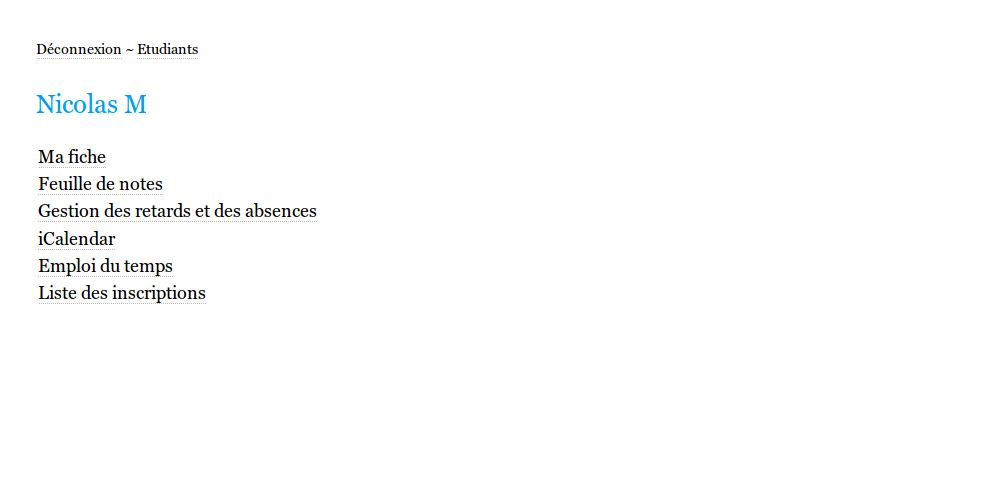 Déconnexion ~ Etudiants
Nicolas M
Ma fiche
Feuille de notes
Gestion des retards et des absences
iCalendar
Emploi du temps
Liste des inscriptions